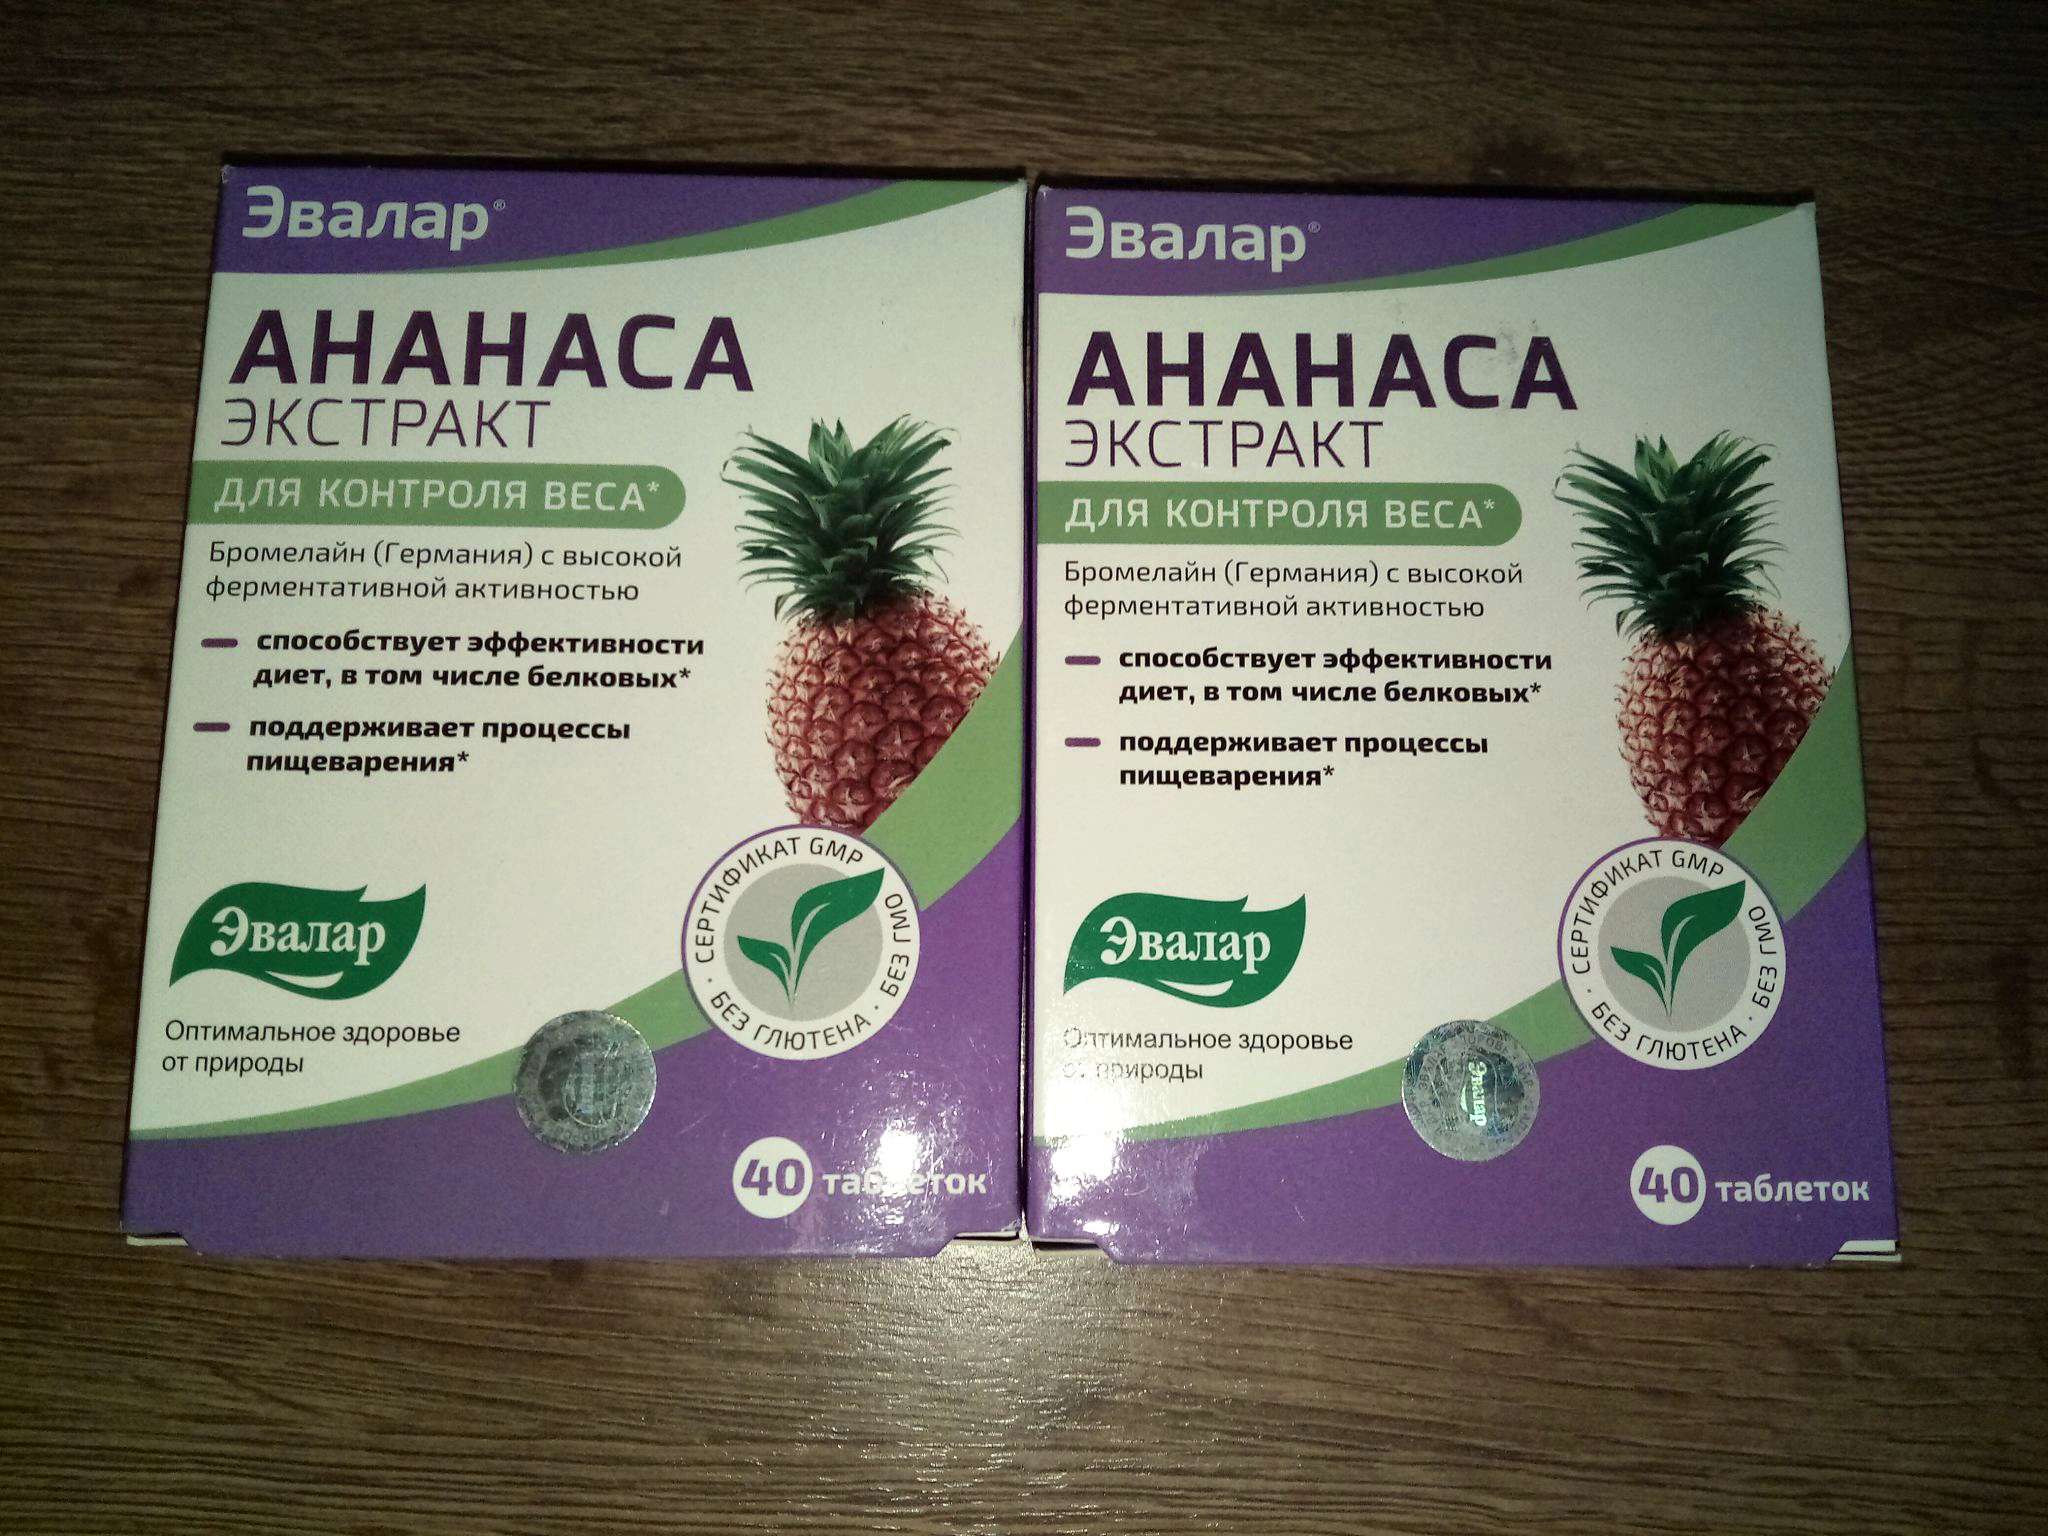 Эвалар®
АНАНАСА
ЭКСТРАКТ
ДЛЯ КОНТРОЛЯ ВЕСА*
Бромелайн (Германия) с высокой
ферментативной активностью
способствует эффективности
диет, в том числе белковых*
поддерживает процессы
пищеварения*
СЕРТИФИКАТ GMP · БЕЗ ГМО · БЕЗ ГЛЮТЕНА ·
Эвалар
Оптимальное здоровье
от природы
40 таблеток
Эвалар®
АНАНАСА
ЭКСТРАКТ
ДЛЯ КОНТРОЛЯ ВЕСА*
Бромелайн (Германия) с высокой
ферментативной активностью
способствует эффективности
диет, в том числе белковых*
поддерживает процессы
пищеварения*
СЕРТИФИКАТ GMP · БЕЗ ГМО · БЕЗ ГЛЮТЕНА ·
Эвалар
Оптимальное здоровье
от природы
Эвалар
40 таблеток